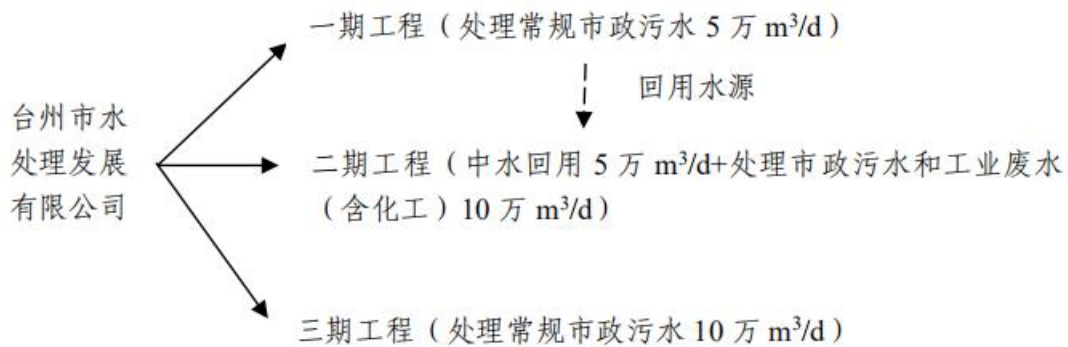 一期工程（处理常规市政污水 5 万 m³/d）
回用水源
台州市水
处理发展
有限公司
二期工程（中水回用 5 万 m³/d+处理市政污水和工业废水
（含化工）10 万 m³/d）
三期工程（处理常规市政污水 10 万 m³/d）